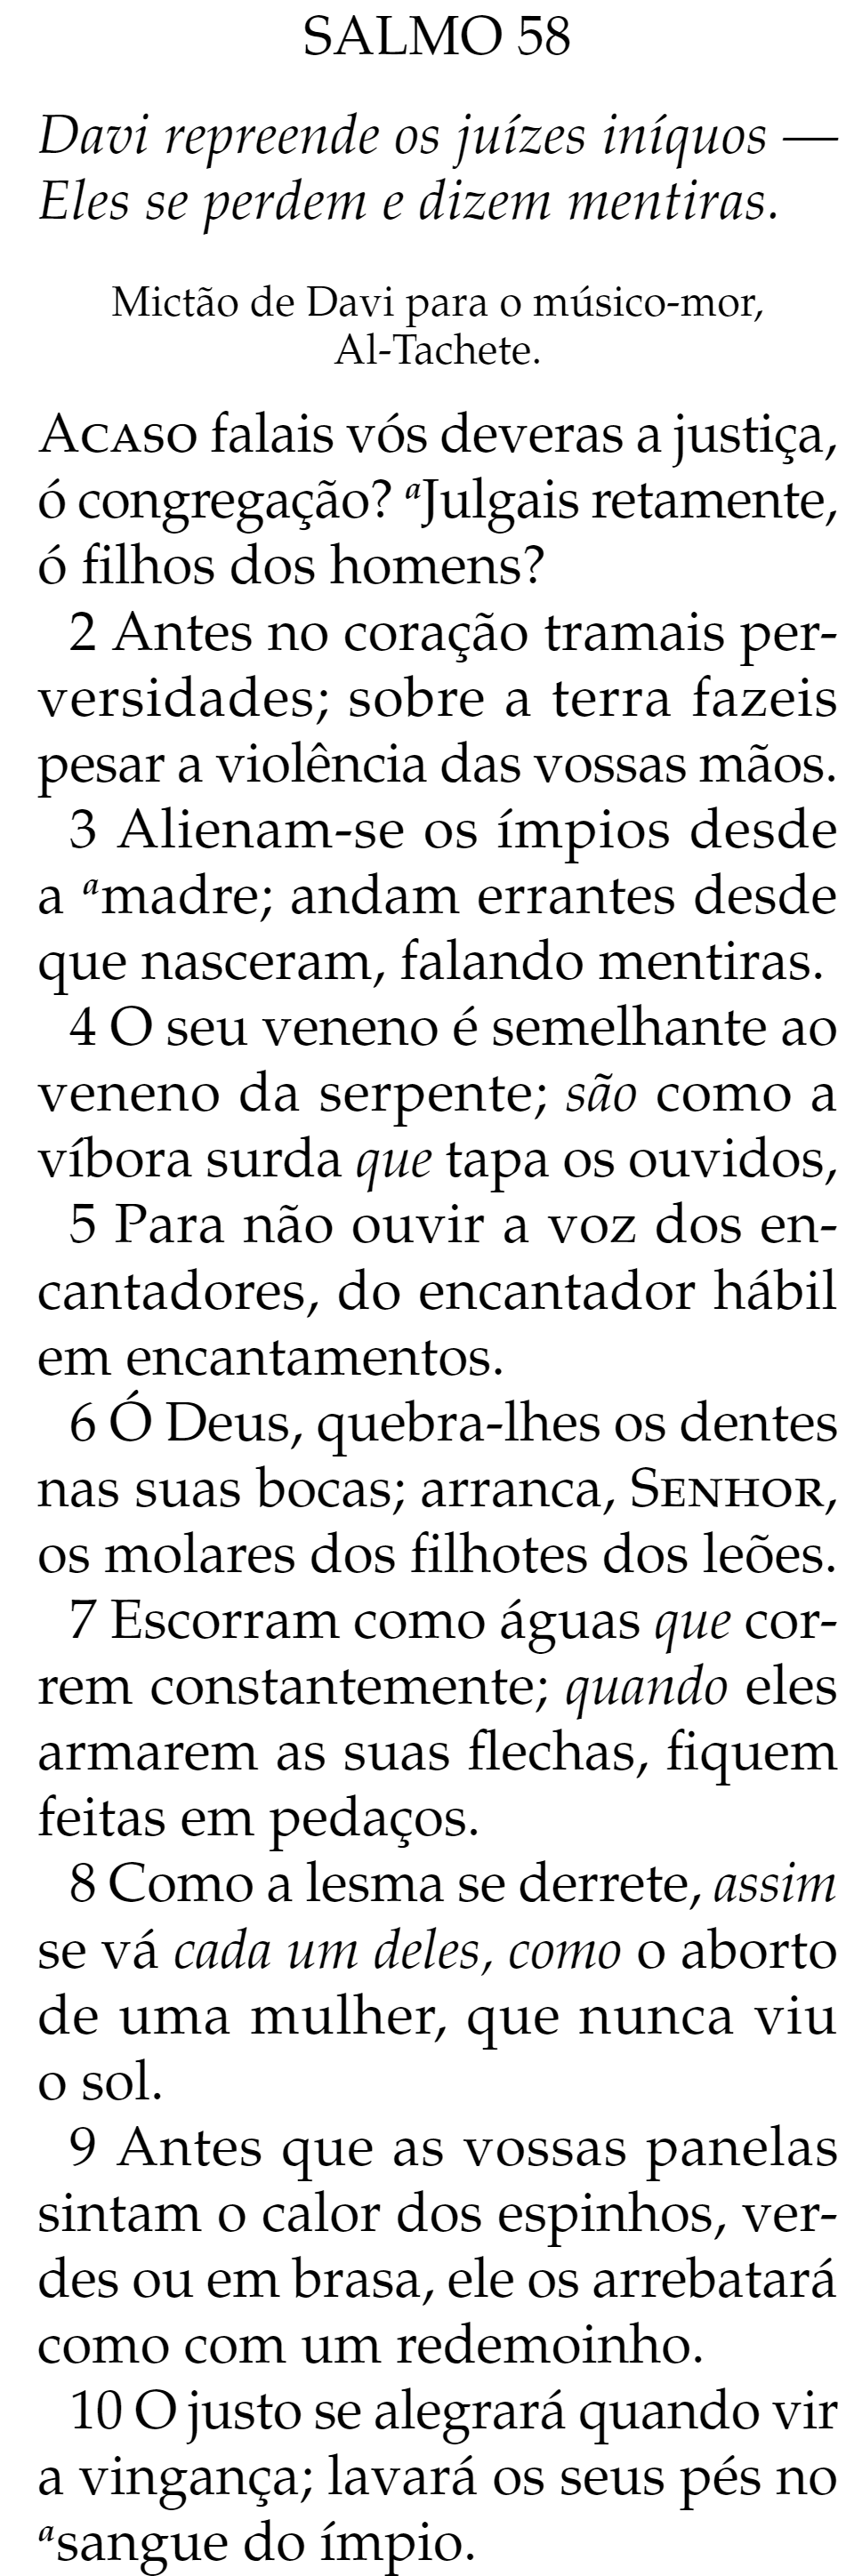 SALMO 58
Davi repreende os juízes iníquos —
Eles se perdem e dizem mentiras.
Mictão de Davi para o músico-mor,
Al-Tachete.
Acaso falais vós deveras a justiça,
ó congregação? ᵃJulgais retamente,
ó filhos dos homens?
2 Antes no coração tramais per-
versidades; sobre a terra fazeis
pesar a violência das vossas mãos.
3 Alienam-se os ímpios desde
a ᵃmadre; andam errantes desde
que nasceram, falando mentiras.
4 O seu veneno é semelhante ao
veneno da serpente; são como a
víbora surda que tapa os ouvidos,
5 Para não ouvir a voz dos en-
cantadores, do encantador hábil
em encantamentos.
6 Ó Deus, quebra-lhes os dentes
nas suas bocas; arranca, Senhor,
os molares dos filhotes dos leões.
7 Escorram como águas que cor-
rem constantemente; quando eles
armarem as suas flechas, fiquem
feitas em pedaços.
8 Como a lesma se derrete, assim
se vá cada um deles, como o aborto
de uma mulher, que nunca viu
o sol.
9 Antes que as vossas panelas
sintam o calor dos espinhos, ver-
des ou em brasa, ele os arrebatará
como com um redemoinho.
10 O justo se alegrará quando vir
a vingança; lavará os seus pés no
ᵃsangue do ímpio.